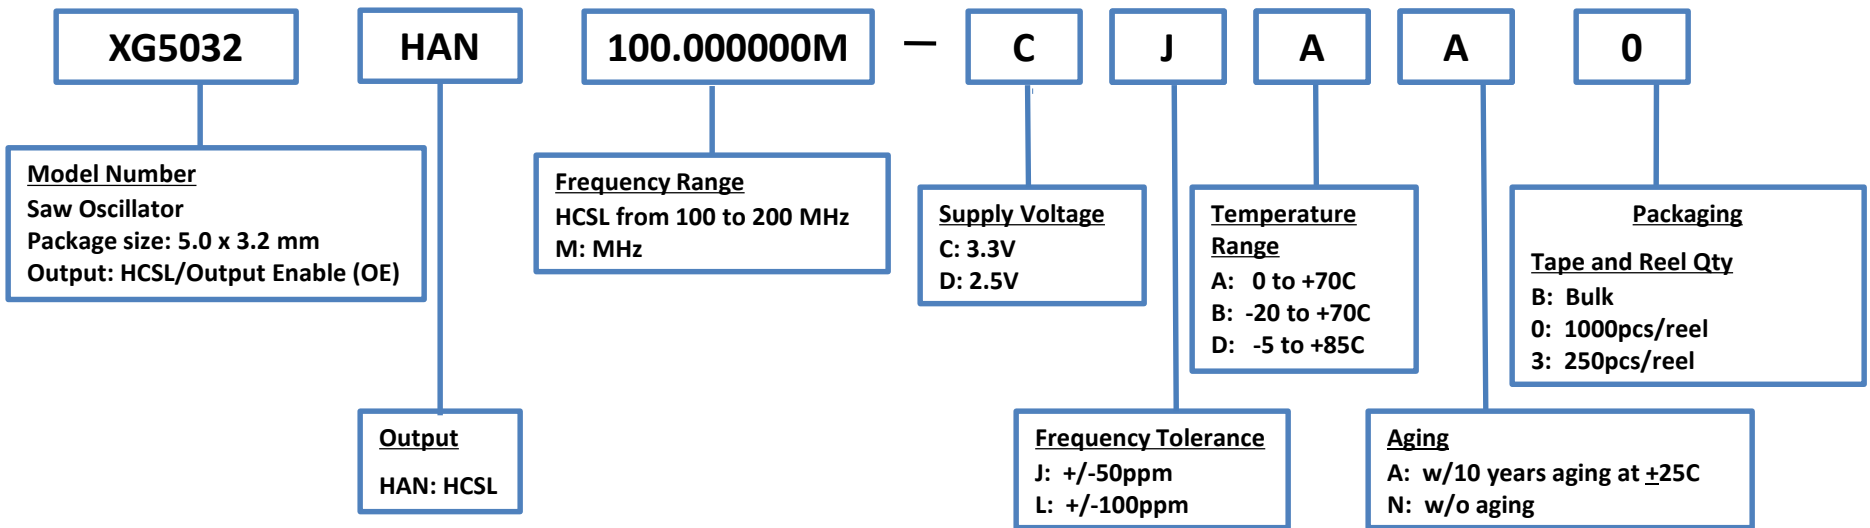 XG5032 HAN 100.000000M — C J A A 0
Model Number
Saw Oscillator
Package size: 5.0 x 3.2 mm
Output: HCSL/Output Enable (OE)
Output
HAN: HCSL
Frequency Range
HCSL from 100 to 200 MHz
M: MHz
Supply Voltage
C: 3.3V
D: 2.5V
Frequency Tolerance
J: +/-50ppm
L: +/-100ppm
Temperature
Range
A: 0 to +70C
B: -20 to +70C
D: -5 to +85C
Aging
A: w/10 years aging at ±25C
N: w/o aging
Packaging
Tape and Reel Qty
B: Bulk
0: 1000pcs/reel
3: 250pcs/reel